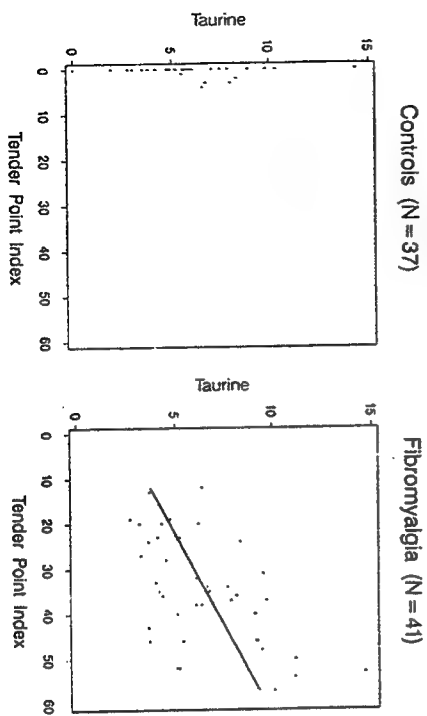 Controls (N = 37)
Taurine
0 5 10 15
0 10 20 30 40 50 60
Tender Point Index
Fibromyalgia (N = 41)
Taurine
0 5 10 15
0 10 20 30 40 50 60
Tender Point Index